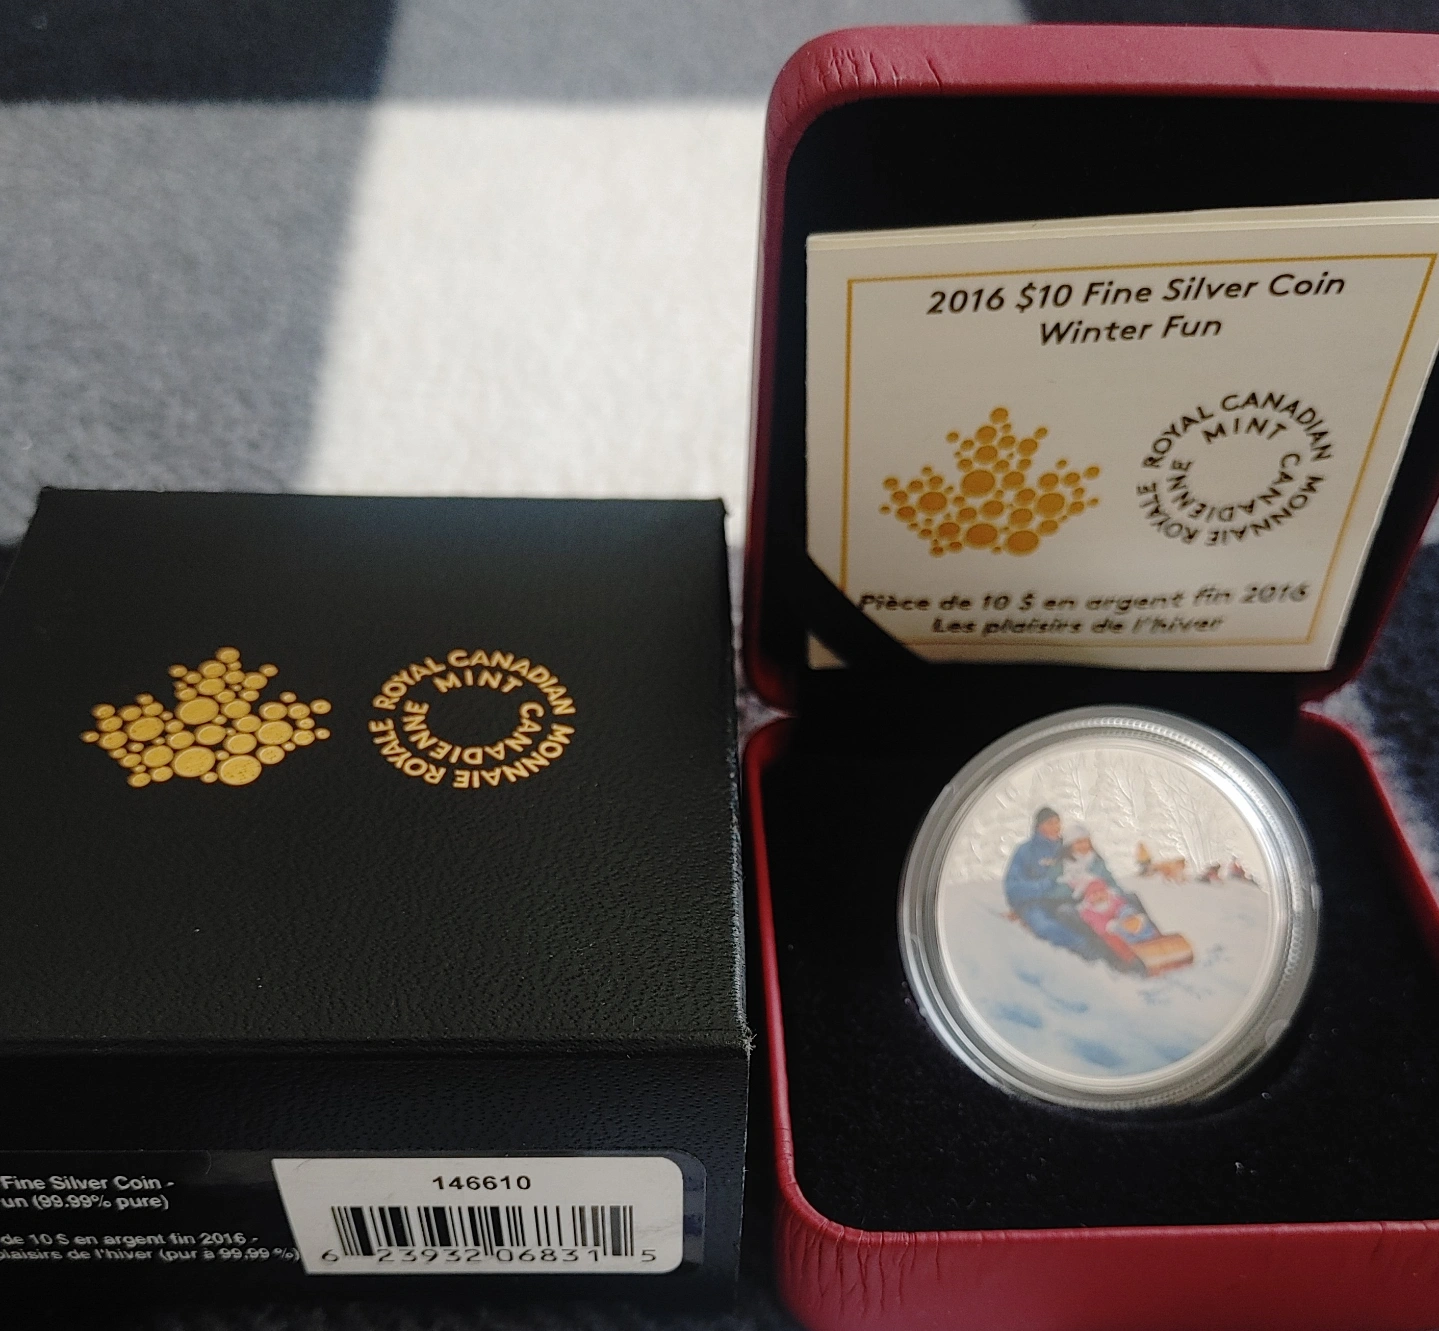 2016 $10 Fine Silver Coin
Winter Fun
ROYAL CANADIAN MINT
MONNAIE ROYALE CANADIENNE
Pièce de 10 $ en argent fin 2016
Les plaisirs de l'hiver
ROYAL CANADIAN MINT
MONNAIE ROYALE CANADIENNE
Fine Silver Coin -
un (99.99% pure)
de 10 $ en argent fin 2016 -
plaisirs de l'hiver (pur à 99,99 %)
146610
6 23932 06831 5